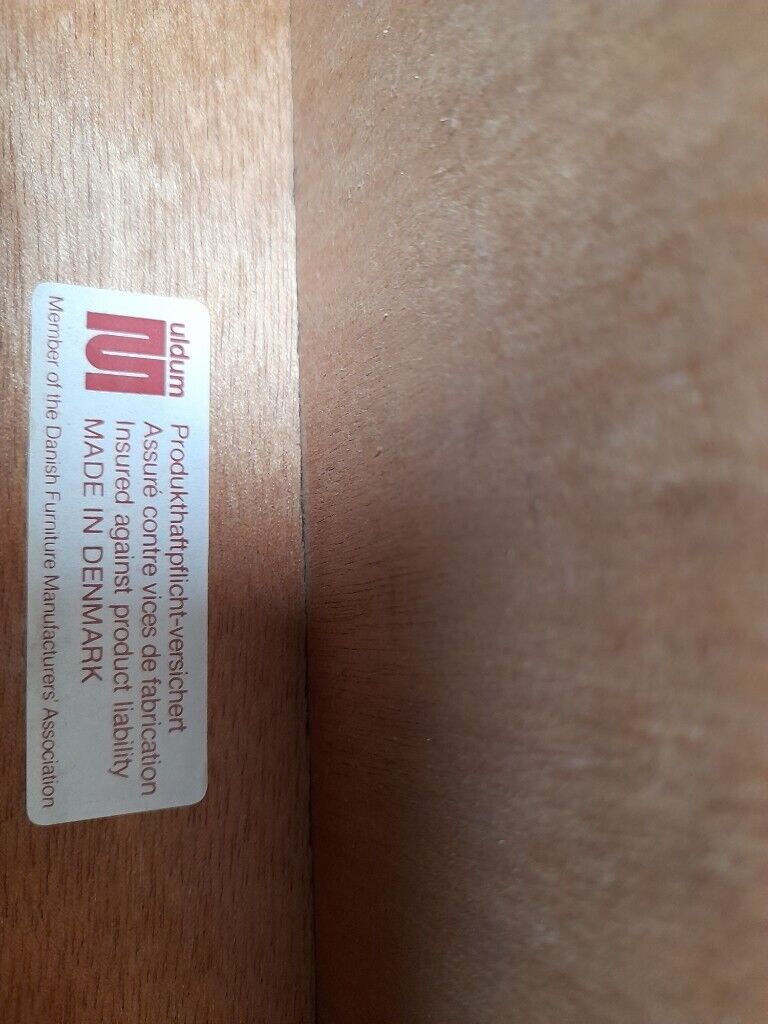 uldum
Produkthaftpflicht-versichert
Assuré contre vices de fabrication
Insured against product liability
MADE IN DENMARK
Member of the Danish Furniture Manufacturers' Association